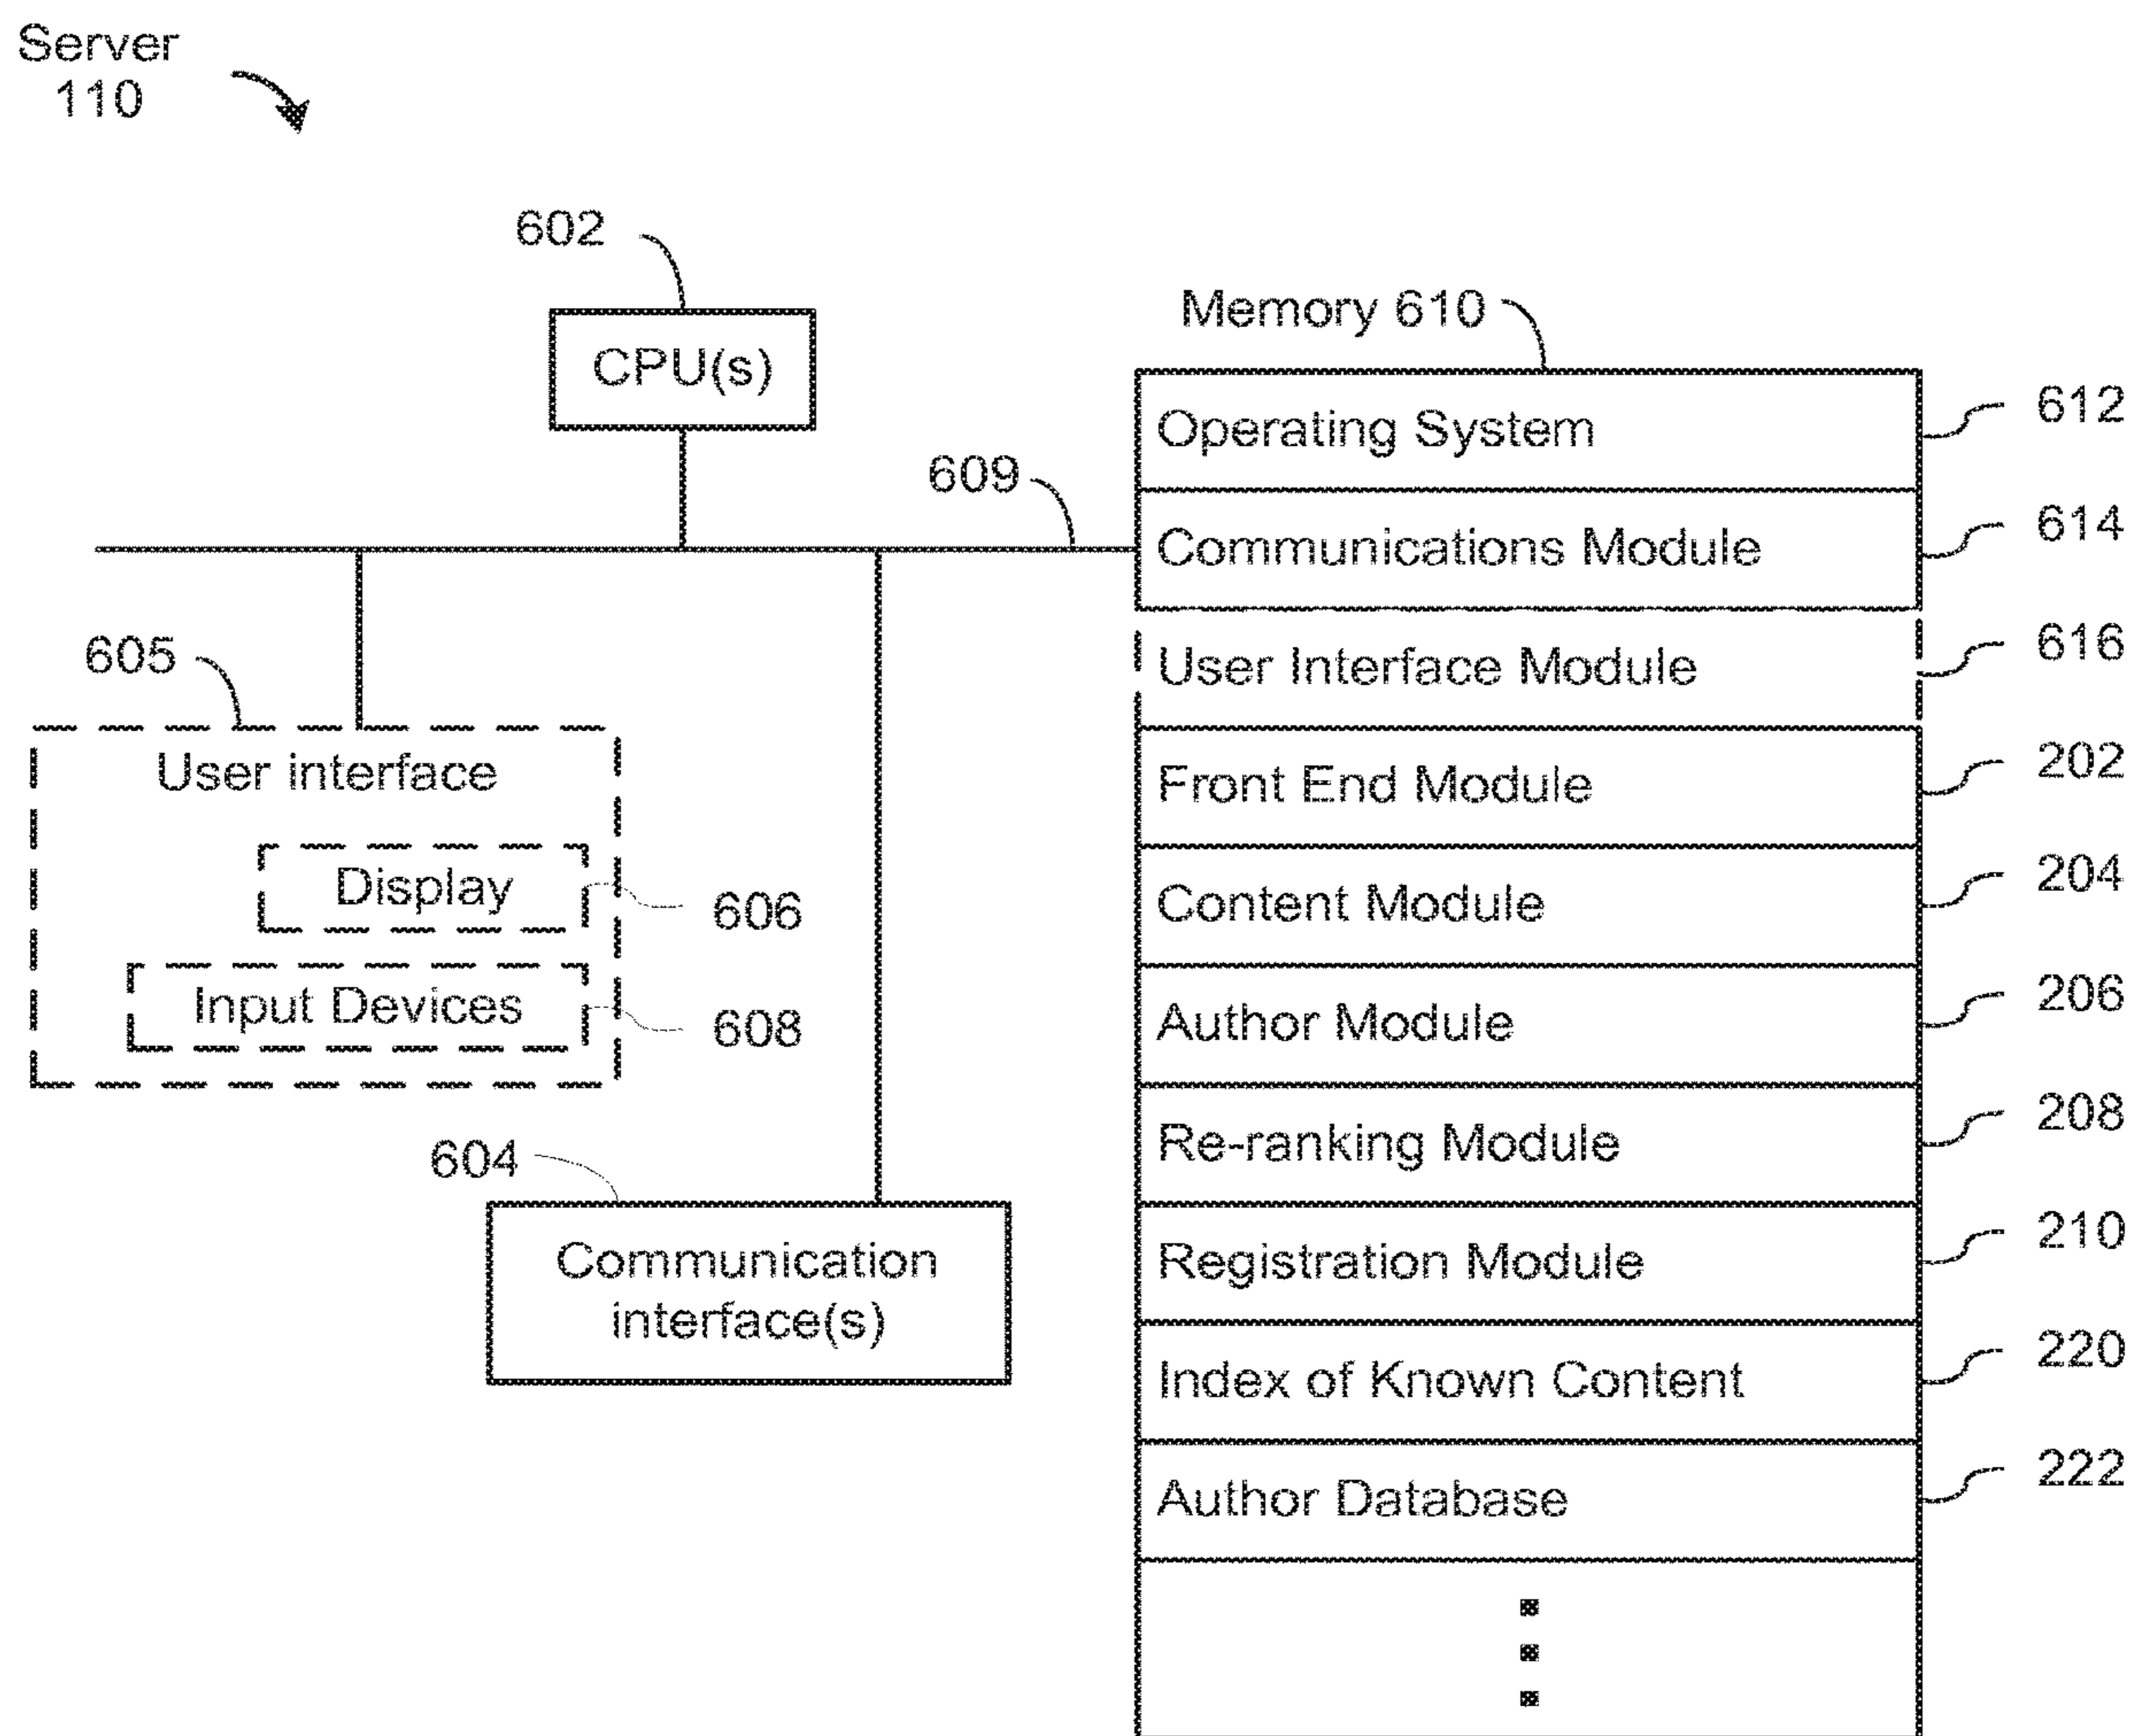 Server
110
602
CPU(s)
609
605
User interface
Display
606
Input Devices
608
604
Communication
interface(s)
Memory 610
Operating System 612
Communications Module 614
User Interface Module 616
Front End Module 202
Content Module 204
Author Module 206
Re-ranking Module 208
Registration Module 210
Index of Known Content 220
Author Database 222